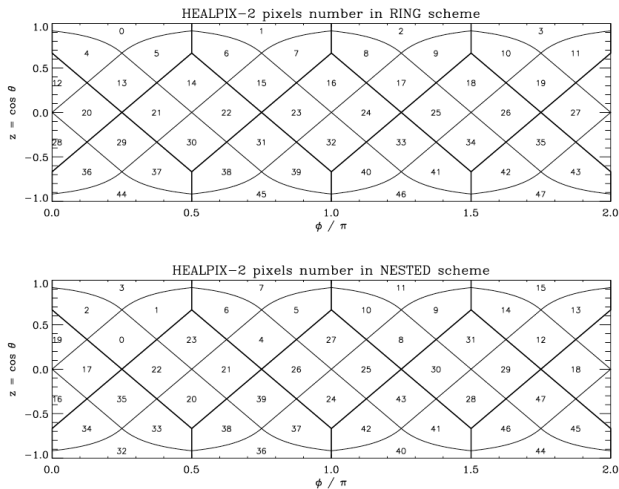 HEALPIX-2 pixels number in RING scheme
1.0
0 1 2 3
4 5 6 7 8 9 10 11
0.5
12 13 14 15 16 17 18 19
z = cos θ
0.0
20 21 22 23 24 25 26 27
28 29 30 31 32 33 34 35
-0.5
36 37 38 39 40 41 42 43
44 45 46 47
-1.0
0.0 0.5 1.0 1.5 2.0
ϕ / π
HEALPIX-2 pixels number in NESTED scheme
1.0
3 7 11 15
2 1 6 5 10 9 14 13
0.5
19 0 23 4 27 8 31 12
z = cos θ
0.0
17 22 21 26 25 30 29 18
16 35 20 39 24 43 28 47
-0.5
34 33 38 37 42 41 46 45
32 36 40 44
-1.0
0.0 0.5 1.0 1.5 2.0
ϕ / π